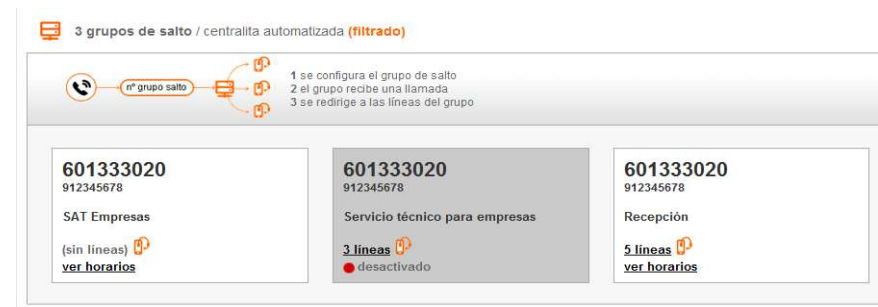 3 grupos de salto / centralita automatizada (filtrado)
nº grupo salto
1 se configura el grupo de salto
2 el grupo recibe una llamada
3 se redirige a las líneas del grupo
601333020
912345678
SAT Empresas
(sin líneas)
ver horarios
601333020
912345678
Servicio técnico para empresas
3 líneas
desactivado
601333020
912345678
Recepción
5 líneas
ver horarios